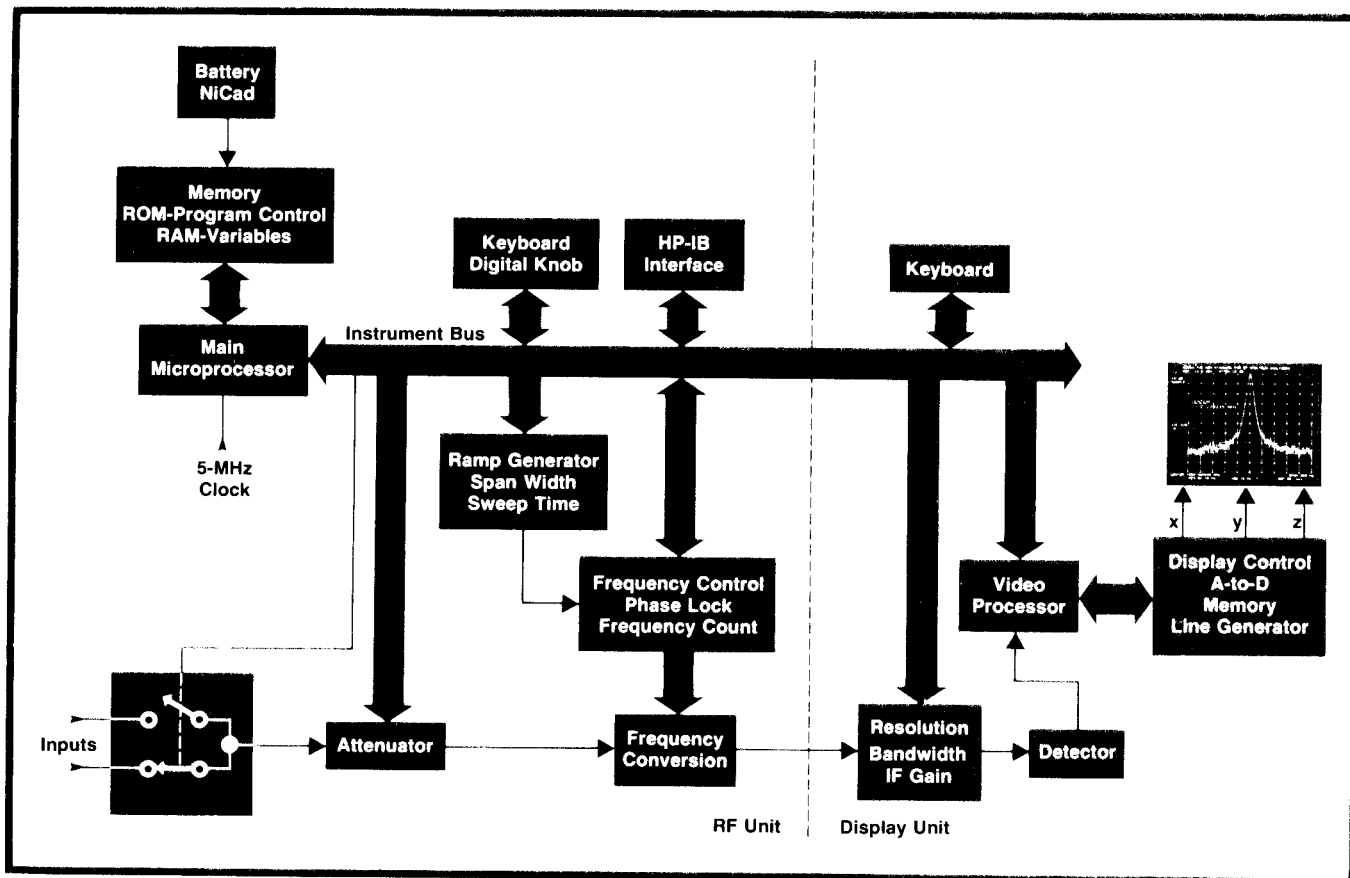 Battery
NiCad
Memory
ROM-Program Control
RAM-Variables
Keyboard
Digital Knob
HP-IB
Interface
Keyboard
Instrument Bus
Main
Microprocessor
5-MHz
Clock
Ramp Generator
Span Width
Sweep Time
x
y
z
Frequency Control
Phase Lock
Frequency Count
Video
Processor
Display Control
A-to-D
Memory
Line Generator
Inputs
Attenuator
Frequency
Conversion
Resolution
Bandwidth
IF Gain
Detector
RF Unit
Display Unit